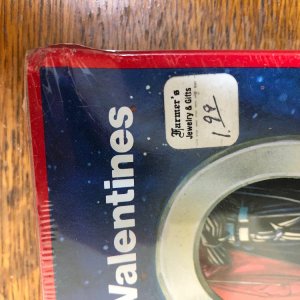 Farmer's
Jewelry & Gifts
1.99
Valentines